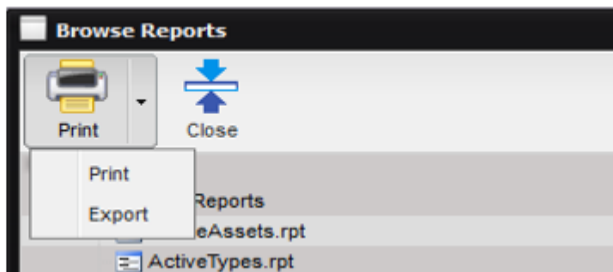 Browse Reports
Print Close
Print
Export
Reports
eAssets.rpt
ActiveTypes.rpt